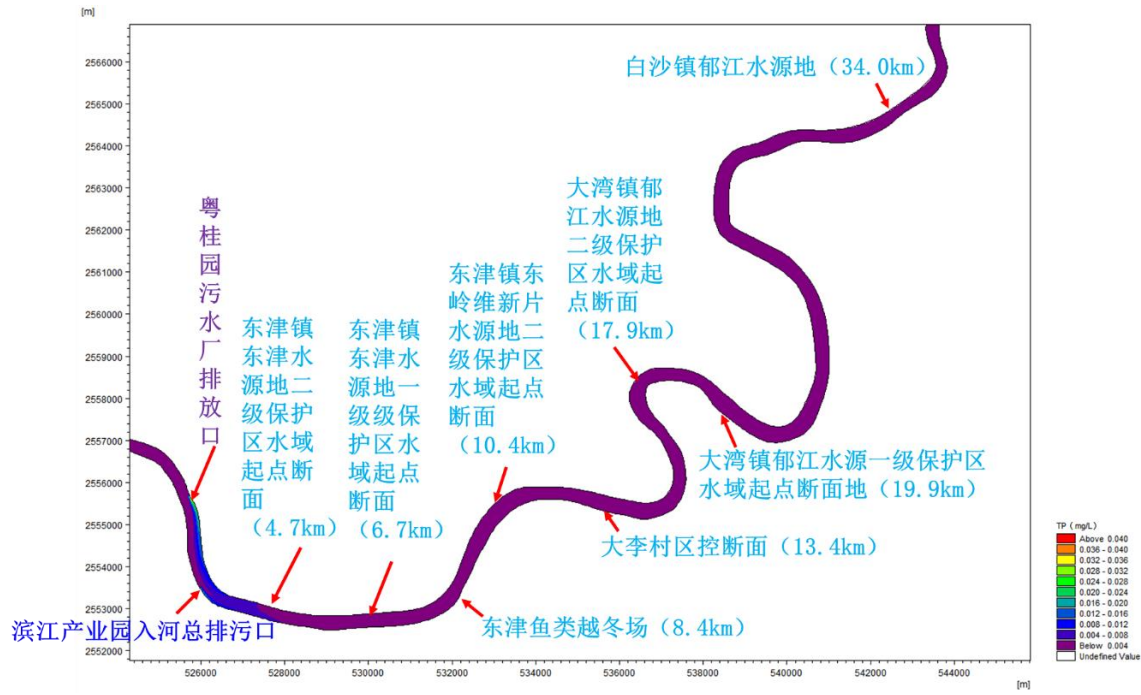 [m]
2566000
2565000
2564000
2563000
2562000
2561000
2560000
2559000
2558000
2557000
2556000
2555000
2554000
2553000
2552000
白沙镇郁江水源地（34.0km）
大湾镇郁
江水源地
二级保护
区水域起
点断面
（17.9km）
粤
桂
园
污
水
厂
排
放
口
东津镇东
岭维新片
水源地二
级保护区
水域起点
断面
（10.4km）
东津镇
东津水
源地二
级保护
区水域
起点断
面
（4.7km）
东津镇
东津水
源地一
级级保
护区水
域起点
断面
（6.7km）
大湾镇郁江水源一级保护区
水域起点断面地（19.9km）
大李村区控断面（13.4km）
东津鱼类越冬场（8.4km）
滨江产业园入河总排污口
526000
528000
530000
532000
534000
536000
538000
540000
542000
544000
[m]
TP (mg/L)
Above 0.040
0.036 - 0.040
0.032 - 0.036
0.028 - 0.032
0.024 - 0.028
0.020 - 0.024
0.016 - 0.020
0.012 - 0.016
0.008 - 0.012
0.004 - 0.008
Below 0.004
Undefined Value